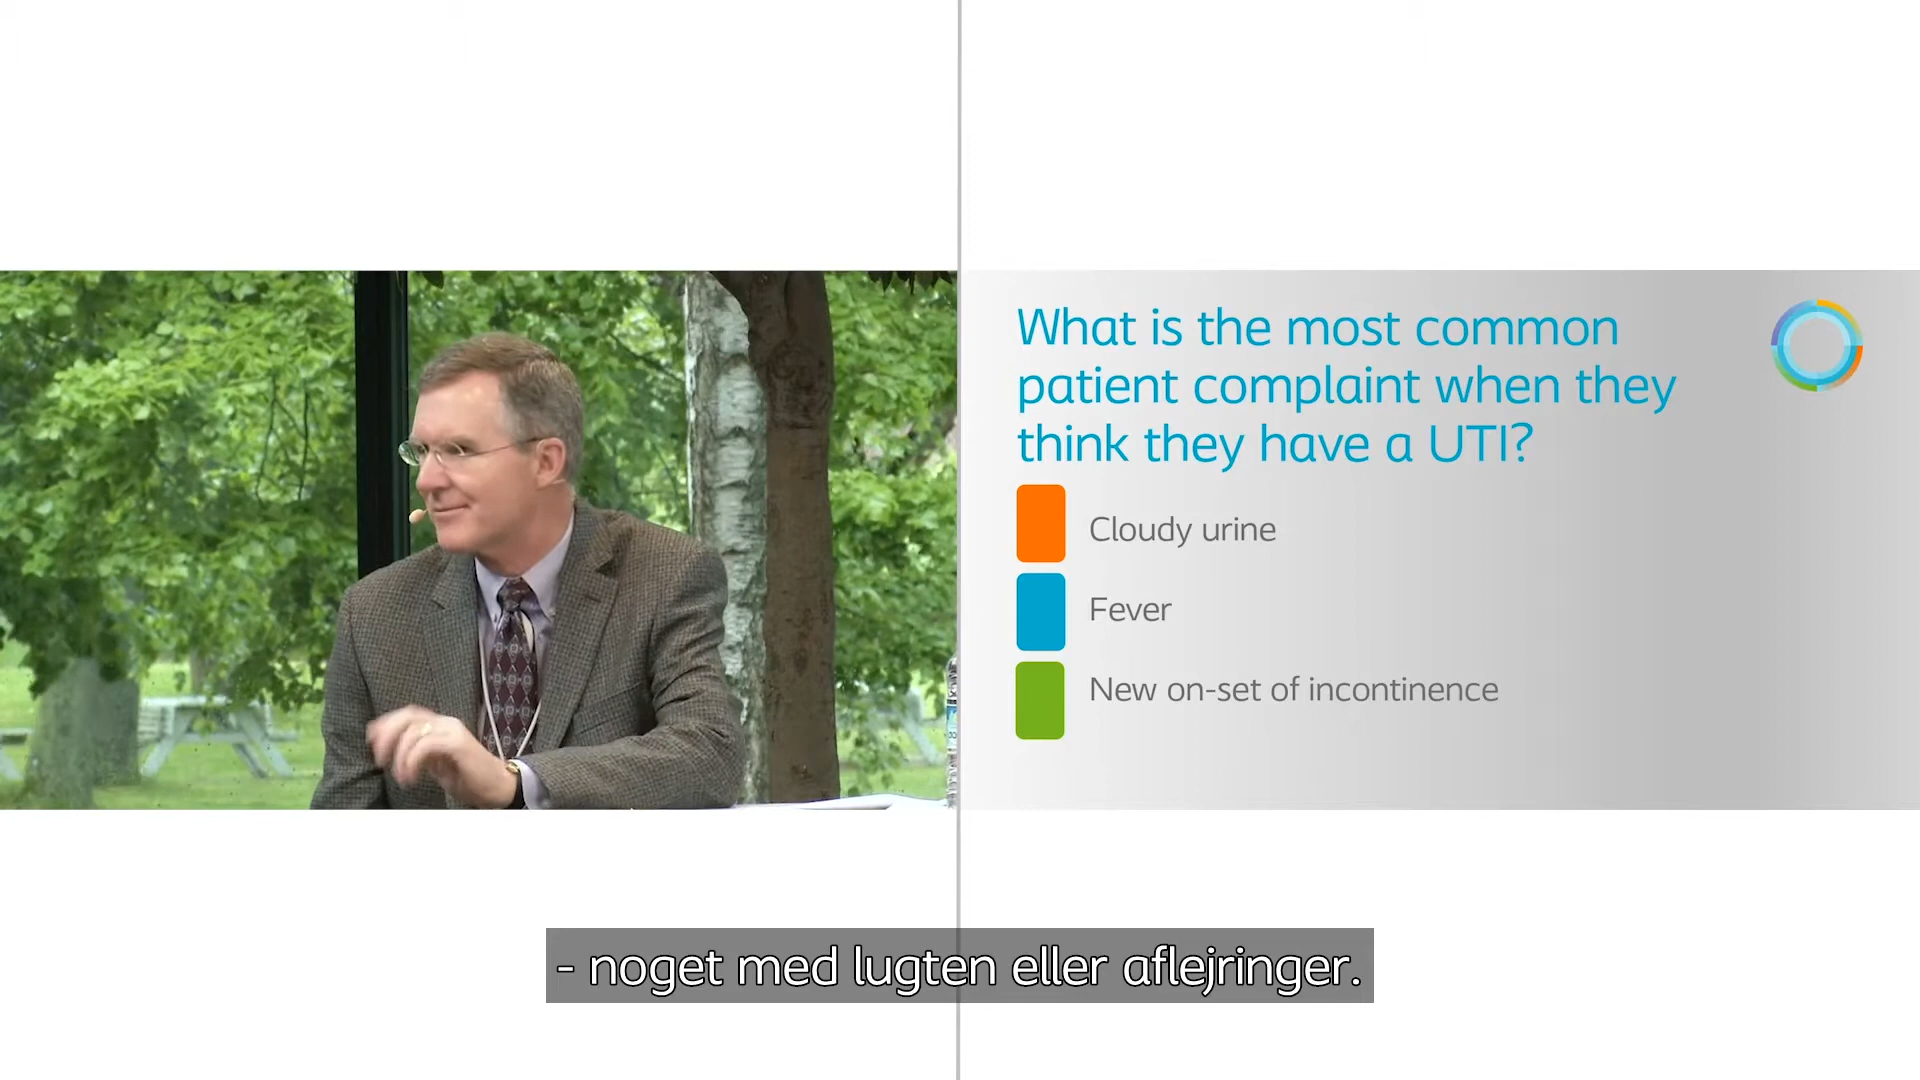 What is the most common
patient complaint when they
think they have a UTI?
Cloudy urine
Fever
New on-set of incontinence
- noget med lugten eller aflejringer.